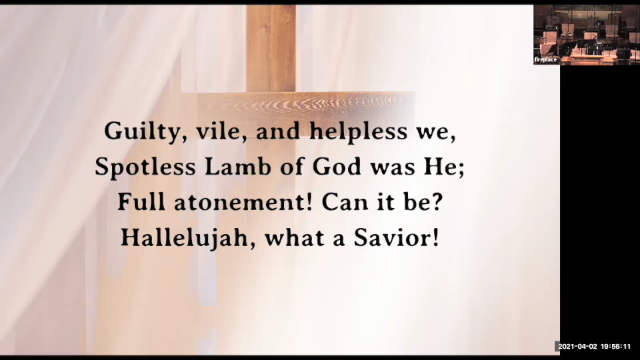 Guilty, vile, and helpless we,
Spotless Lamb of God was He;
Full atonement! Can it be?
Hallelujah, what a Savior!
fireplace
2021-04-02 19:56:11